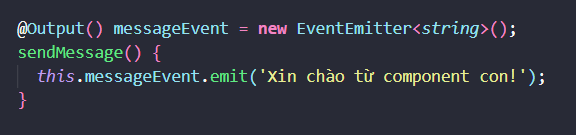 @Output() messageEvent = new EventEmitter<string>();
sendMessage() {
  this.messageEvent.emit('Xin chào từ component con!');
}